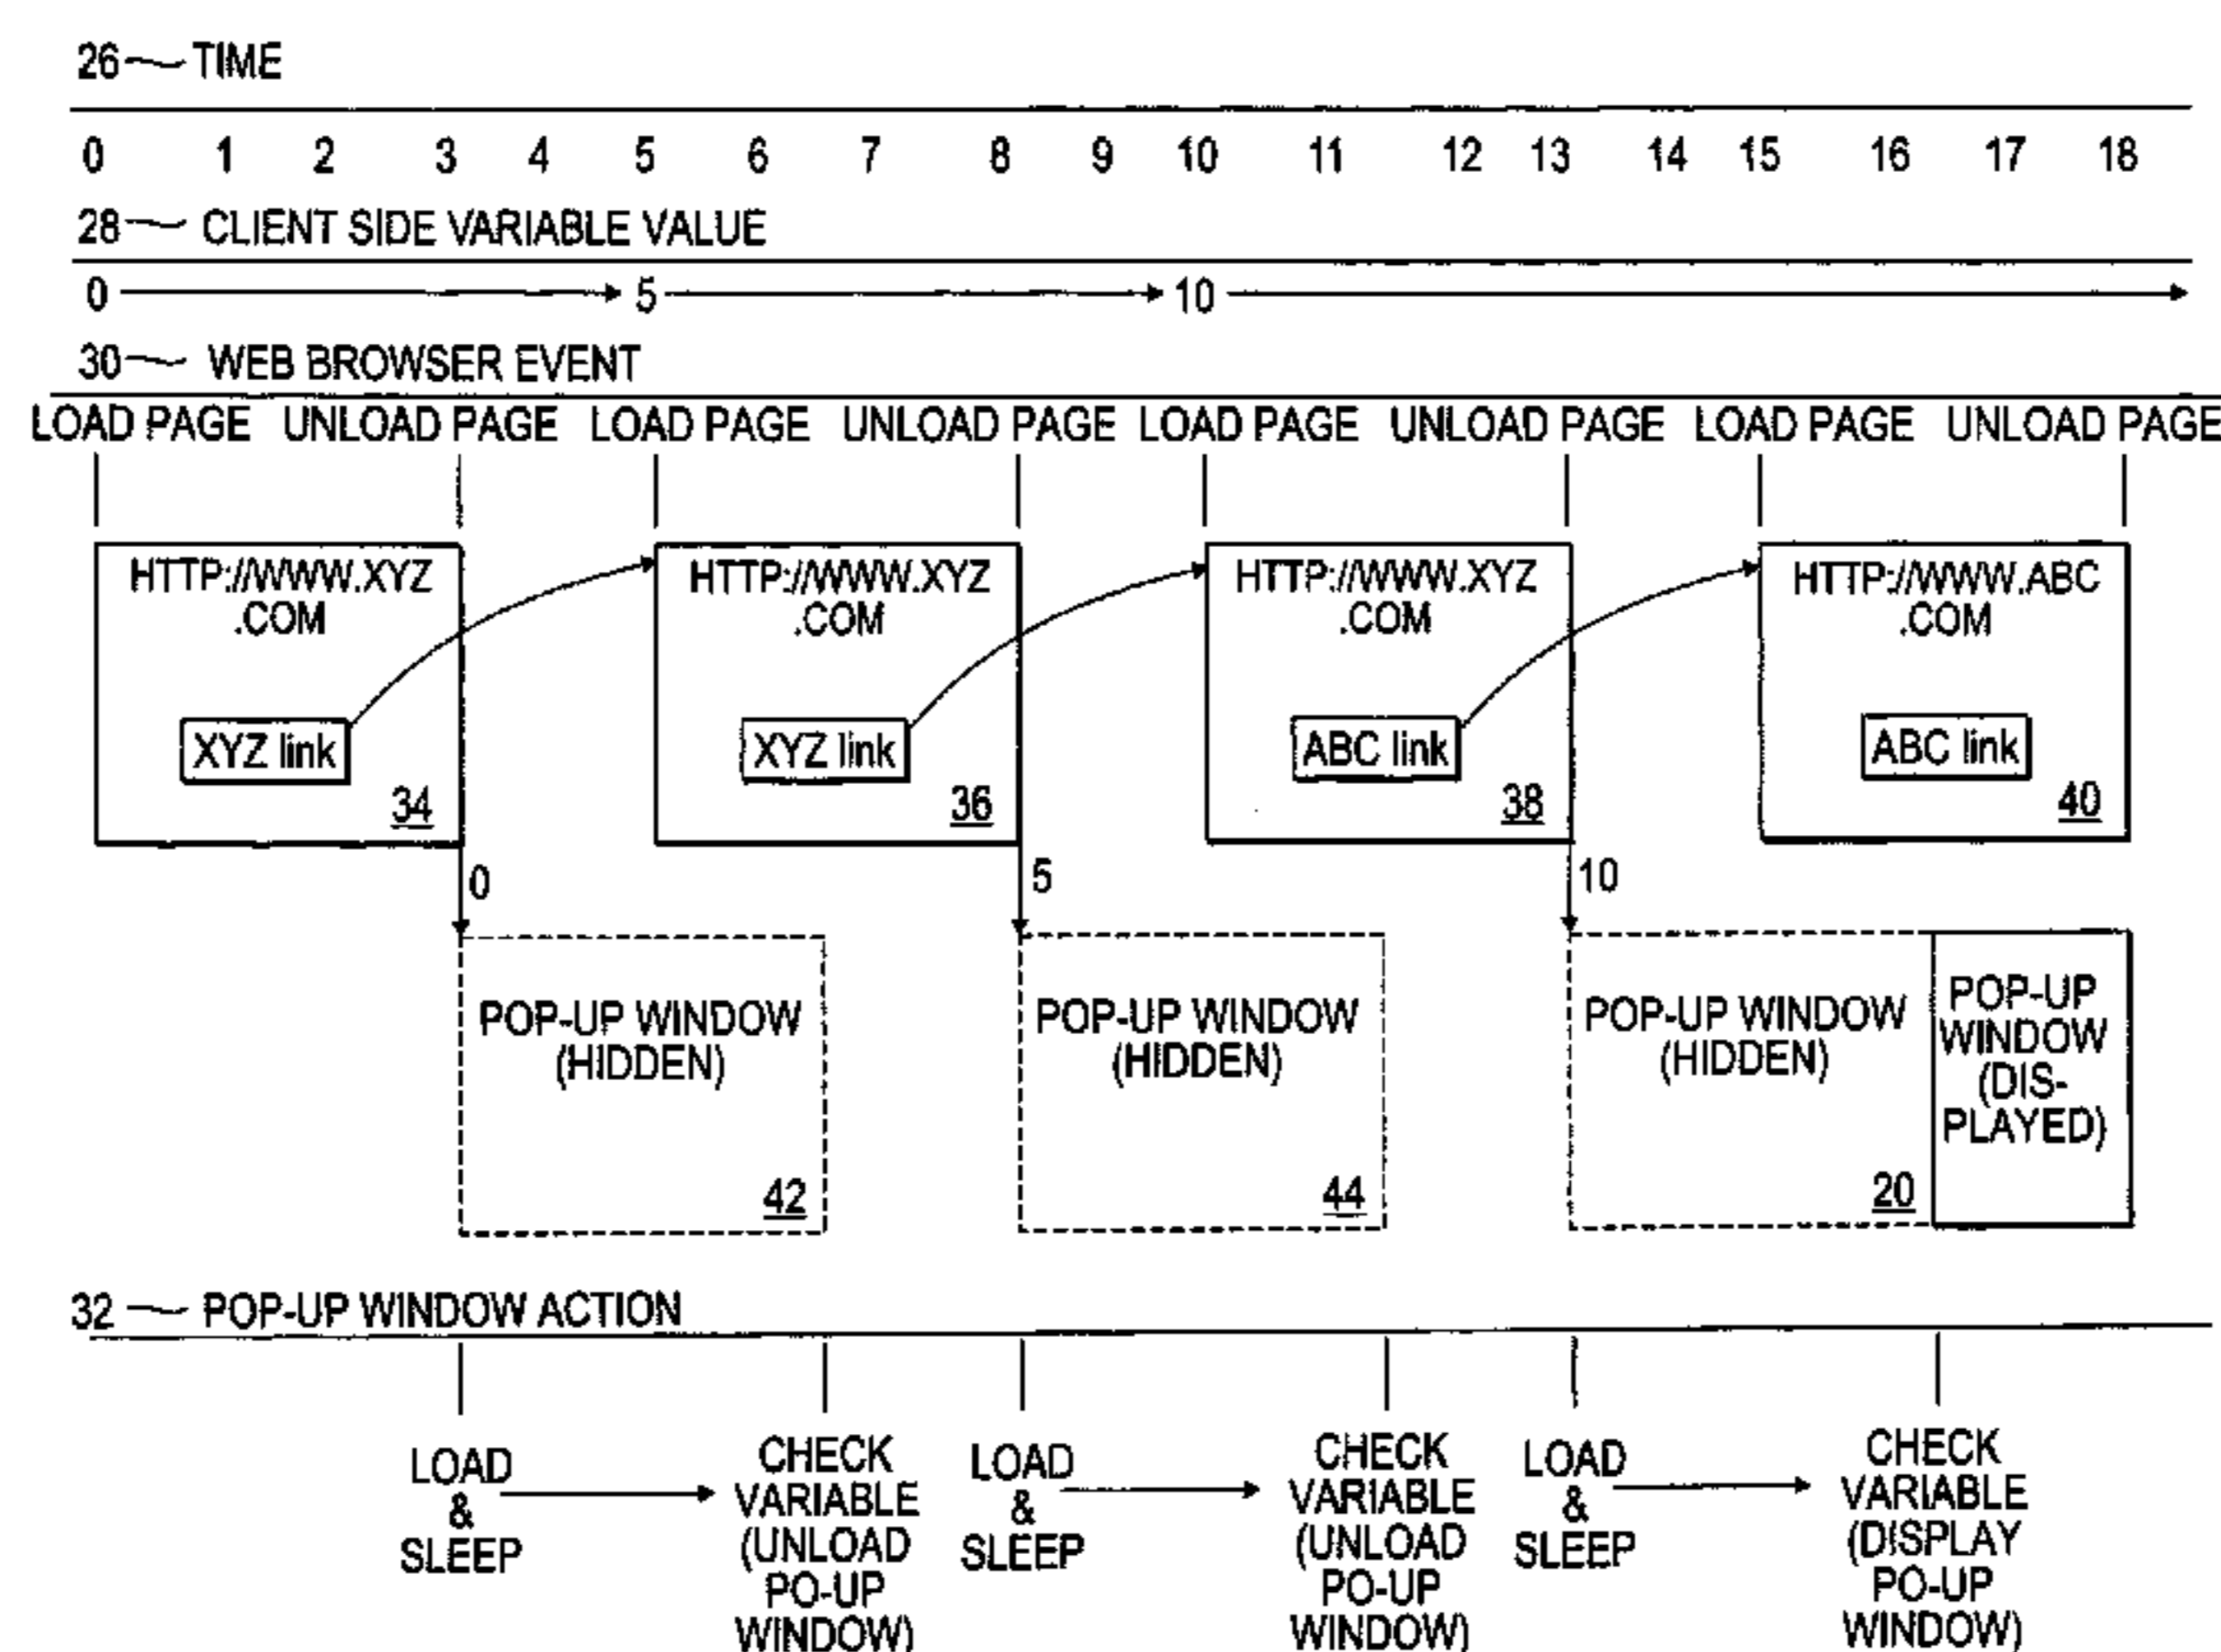 26 TIME
0 1 2 3 4 5 6 7 8 9 10 11 12 13 14 15 16 17 18
28 CLIENT SIDE VARIABLE VALUE
0 5 10
30 WEB BROWSER EVENT
LOAD PAGE UNLOAD PAGE LOAD PAGE UNLOAD PAGE LOAD PAGE UNLOAD PAGE LOAD PAGE UNLOAD PAGE
HTTP://WWW.XYZ
.COM
XYZ link
34
HTTP://WWW.XYZ
.COM
XYZ link
36
HTTP://WWW.XYZ
.COM
ABC link
38
HTTP://WWW.ABC
.COM
ABC link
40
0
5
10
POP-UP WINDOW
(HIDDEN)
42
POP-UP WINDOW
(HIDDEN)
44
POP-UP WINDOW
(HIDDEN)
20
POP-UP
WINDOW
(DIS-
PLAYED)
32 POP-UP WINDOW ACTION
LOAD
&
SLEEP
CHECK
VARIABLE
(UNLOAD
PO-UP
WINDOW)
LOAD
&
SLEEP
CHECK
VARIABLE
(UNLOAD
PO-UP
WINDOW)
LOAD
&
SLEEP
CHECK
VARIABLE
(DISPLAY
PO-UP
WINDOW)